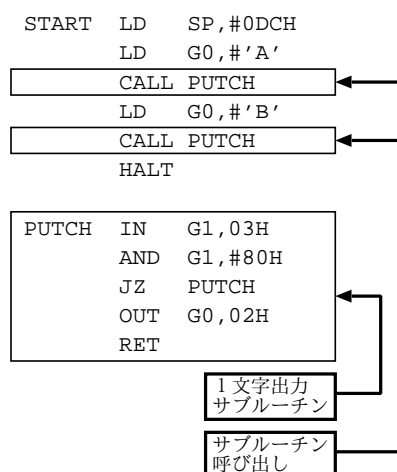 START LD SP,#0DCH
LD G0,#'A'
CALL PUTCH
LD G0,#'B'
CALL PUTCH
HALT
PUTCH IN G1,03H
AND G1,#80H
JZ PUTCH
OUT G0,02H
RET
1文字出力
サブルーチン
サブルーチン
呼び出し